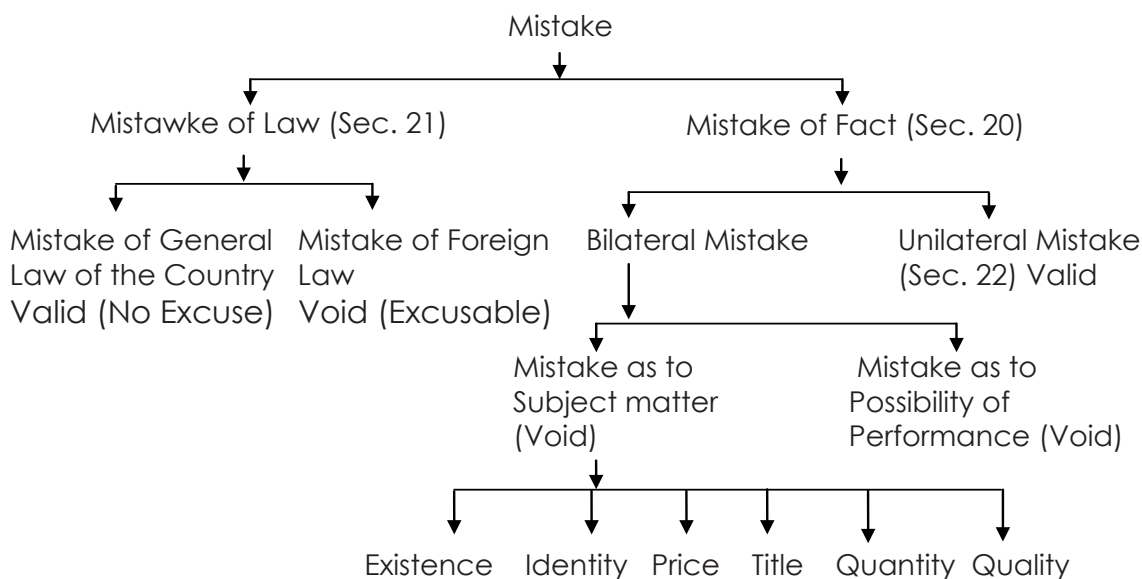 Mistake
Mistawke of Law (Sec. 21)
Mistake of Fact (Sec. 20)
Mistake of General
Law of the Country
Valid (No Excuse)
Mistake of Foreign
Law
Void (Excusable)
Bilateral Mistake
Unilateral Mistake
(Sec. 22) Valid
Mistake as to
Subject matter
(Void)
Mistake as to
Possibility of
Performance (Void)
Existence
Identity
Price
Title
Quantity
Quality